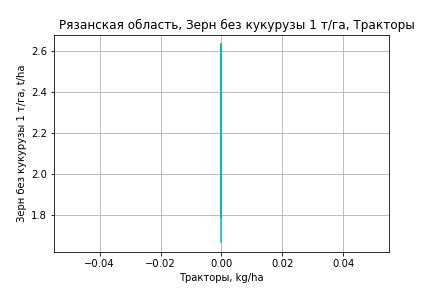 Рязанская область, Зерн без кукурузы 1 т/га, Тракторы
2.6
2.4
2.2
2.0
1.8
Зерн без кукурузы 1 т/га, t/ha
−0.04 −0.02 0.00 0.02 0.04
Тракторы, kg/ha